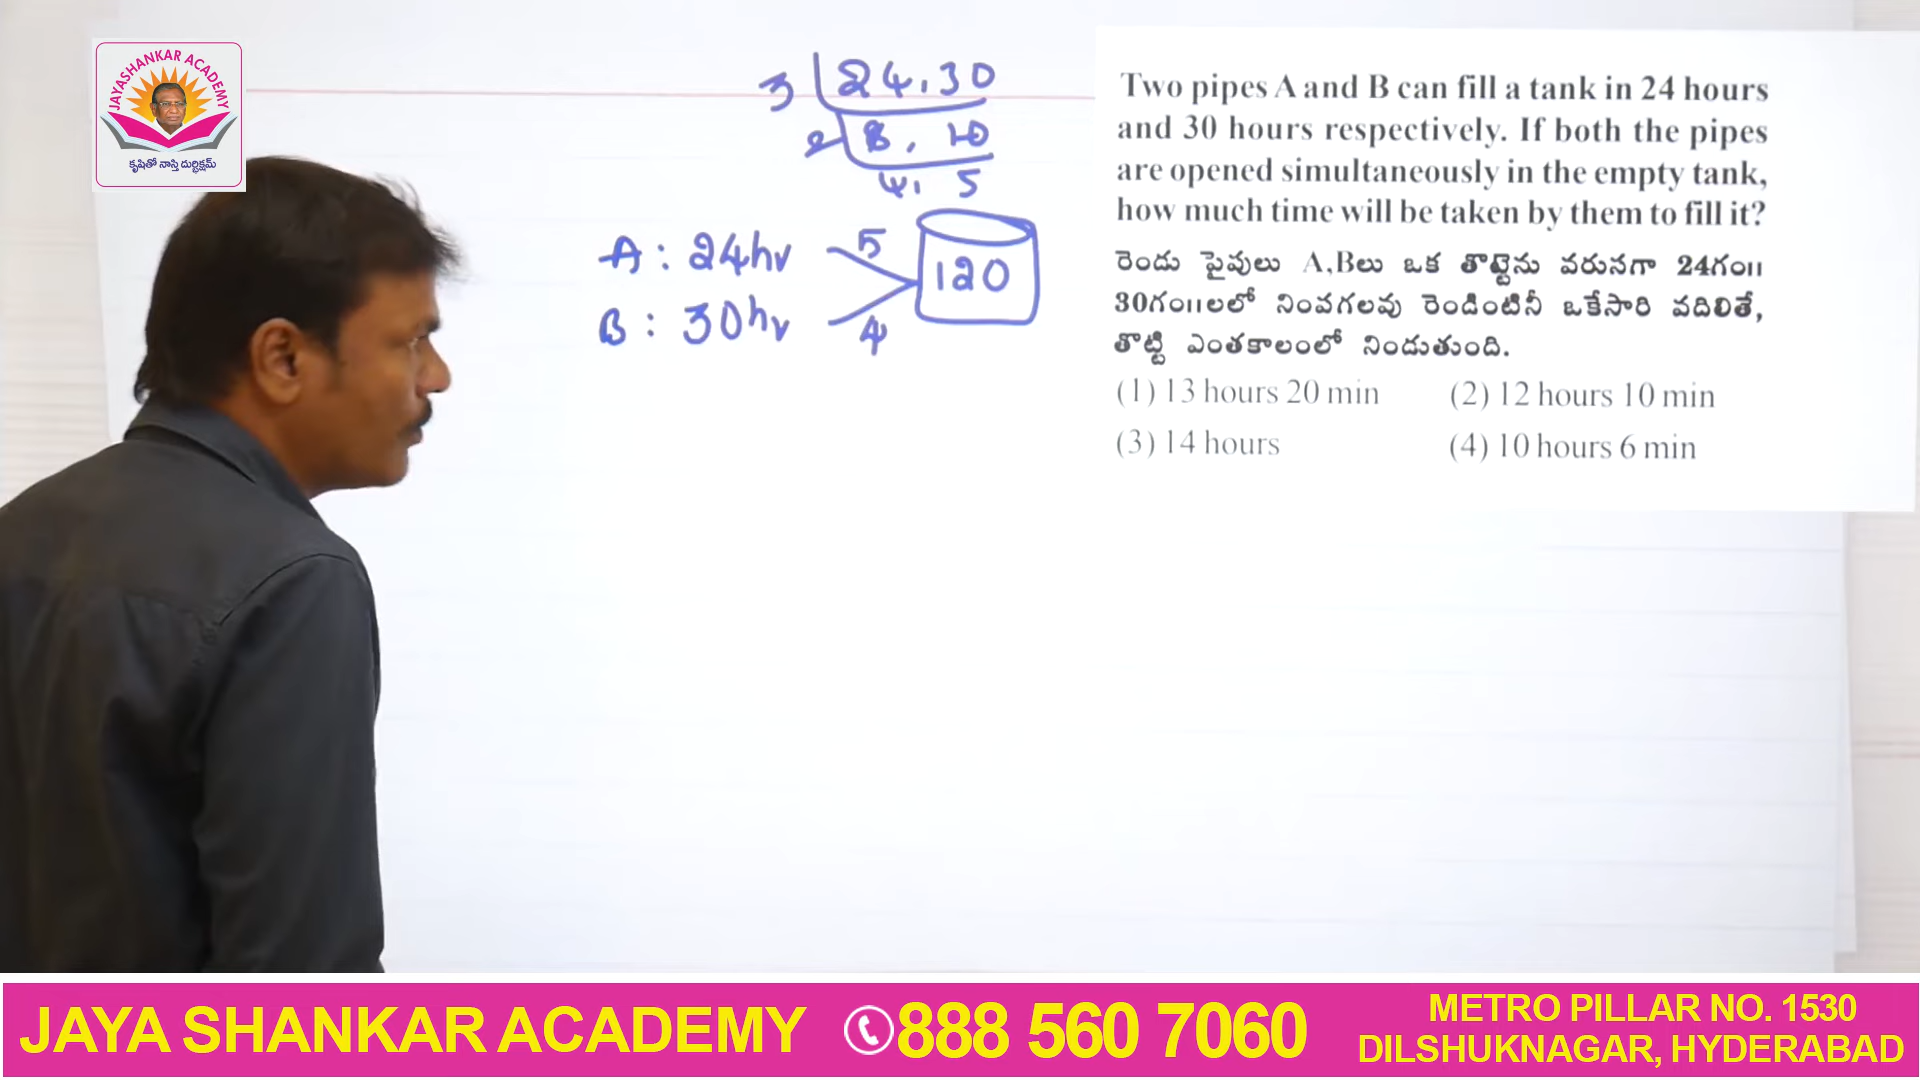 JAYASHANKAR ACADEMY
కృషితో నాస్తి దుర్భిక్షమ్
3 24, 30
2 8, 10
4, 5
A : 24hr 5
120
B : 30hr 4
Two pipes A and B can fill a tank in 24 hours
and 30 hours respectively. If both the pipes
are opened simultaneously in the empty tank,
how much time will be taken by them to fill it?
రెండు పైవులు A,Bలు ఒక తొట్టెను వరుసగా 24గం॥
30గం॥లలో నింవగలవు రెండింటినీ ఒకేసారి వదిలితే,
తొట్టి ఎంతకాలంలో నిండుతుంది.
(1) 13 hours 20 min (2) 12 hours 10 min
(3) 14 hours (4) 10 hours 6 min
JAYA SHANKAR ACADEMY 888 560 7060
METRO PILLAR NO. 1530
DILSHUKNAGAR, HYDERABAD